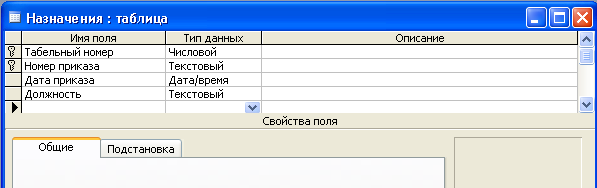 Назначения : таблица
Имя поля Тип данных Описание
Табельный номер Числовой
Номер приказа Текстовый
Дата приказа Дата/время
Должность Текстовый
Свойства поля
Общие Подстановка